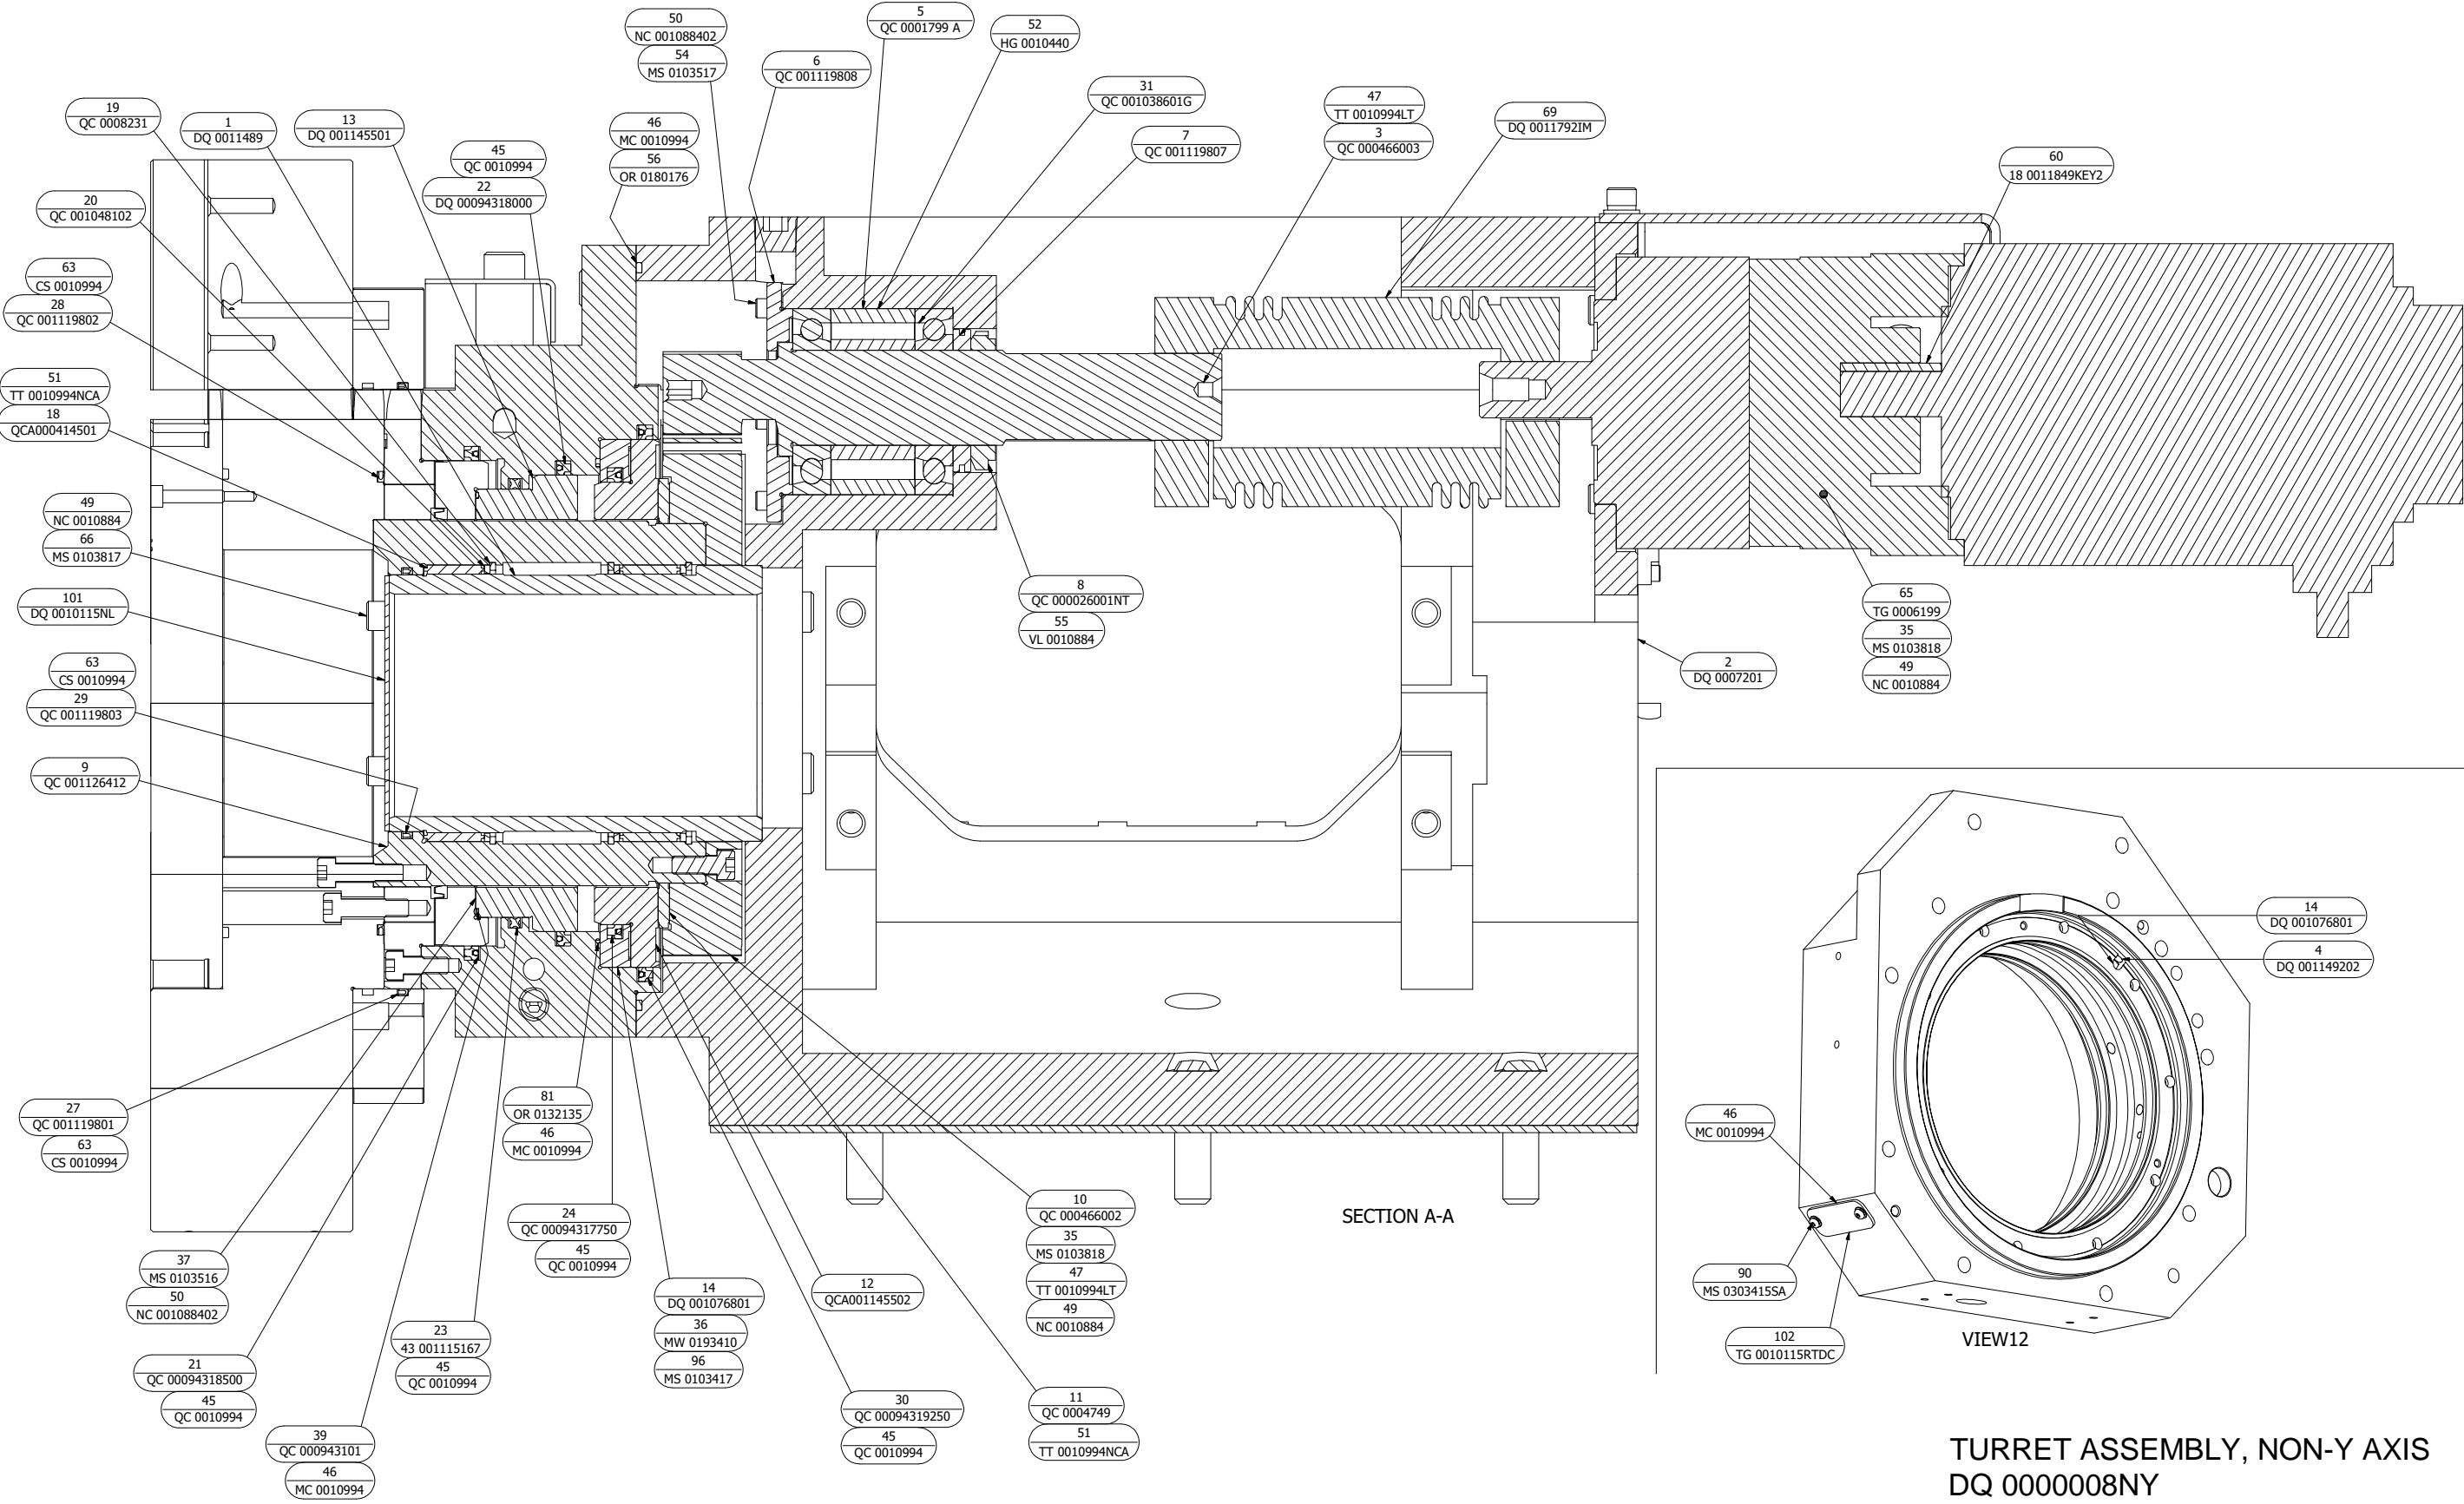 50
NC 001088402
54
MS 0103517
5
QC 0001799 A
52
HG 0010440
6
QC 001119808
31
QC 001038601G
7
QC 001119807
47
TT 0010994LT
3
QC 000466003
69
DQ 0011792IM
60
18 0011849KEY2
19
QC 0008231
1
DQ 0011489
13
DQ 001145501
45
QC 0010994
22
DQ 00094318000
46
MC 0010994
56
OR 0180176
20
QC 001048102
63
CS 0010994
28
QC 001119802
51
TT 0010994NCA
18
QCA000414501
49
NC 0010884
66
MS 0103817
101
DQ 0010115NL
63
CS 0010994
29
QC 001119803
9
QC 001126412
8
QC 000026001NT
55
VL 0010884
65
TG 0006199
35
MS 0103818
49
NC 0010884
2
DQ 0007201
27
QC 001119801
63
CS 0010994
81
OR 0132135
46
MC 0010994
24
QC 00094317750
45
QC 0010994
37
MS 0103516
50
NC 001088402
21
QC 00094318500
45
QC 0010994
39
QC 000943101
46
MC 0010994
23
43 001115167
45
QC 0010994
14
DQ 001076801
36
MW 0193410
96
MS 0103417
12
QCA001145502
30
QC 00094319250
45
QC 0010994
10
QC 000466002
35
MS 0103818
47
TT 0010994LT
49
NC 0010884
11
QC 0004749
51
TT 0010994NCA
SECTION A-A
14
DQ 001076801
4
DQ 001149202
46
MC 0010994
90
MS 0303415SA
102
TG 0010115RTDC
VIEW12
TURRET ASSEMBLY, NON-Y AXIS
DQ 0000008NY